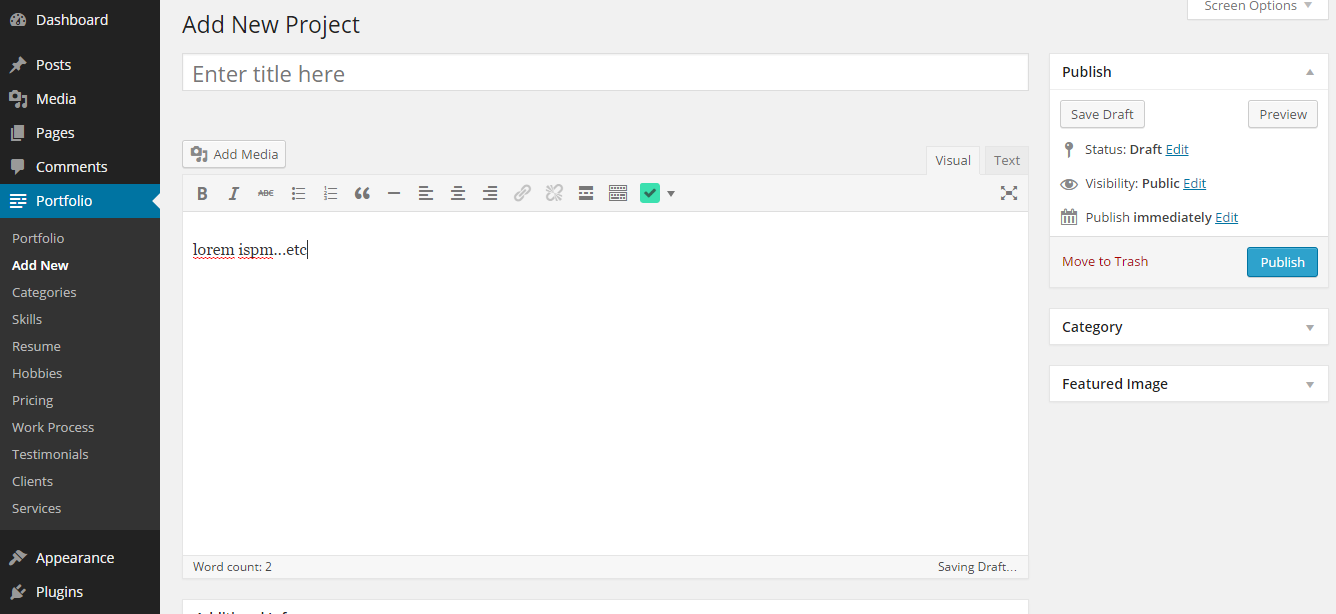 Dashboard
Posts
Media
Pages
Comments
Portfolio
Portfolio
Add New
Categories
Skills
Resume
Hobbies
Pricing
Work Process
Testimonials
Clients
Services
Appearance
Plugins
Screen Options
Add New Project
Enter title here
Add Media
Visual Text
B I ABC
lorem ispm...etc
Word count: 2 Saving Draft...
Publish
Save Draft Preview
Status: Draft Edit
Visibility: Public Edit
Publish immediately Edit
Move to Trash Publish
Category
Featured Image